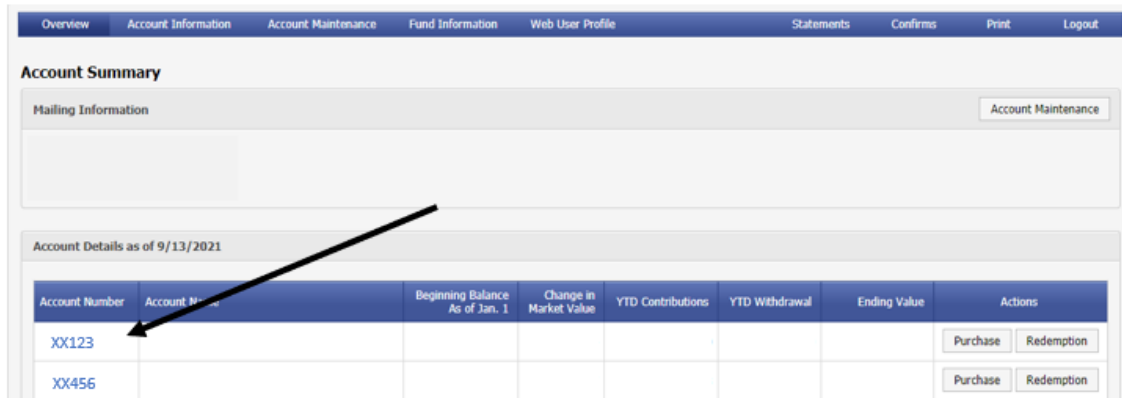 Overview Account Information Account Maintenance Fund Information Web User Profile Statements Confirms Print Logout
Account Summary
Mailing Information Account Maintenance
Account Details as of 9/13/2021
Account Number Account Name Beginning Balance As of Jan. 1 Change in Market Value YTD Contributions YTD Withdrawal Ending Value Actions
XX123 Purchase Redemption
XX456 Purchase Redemption